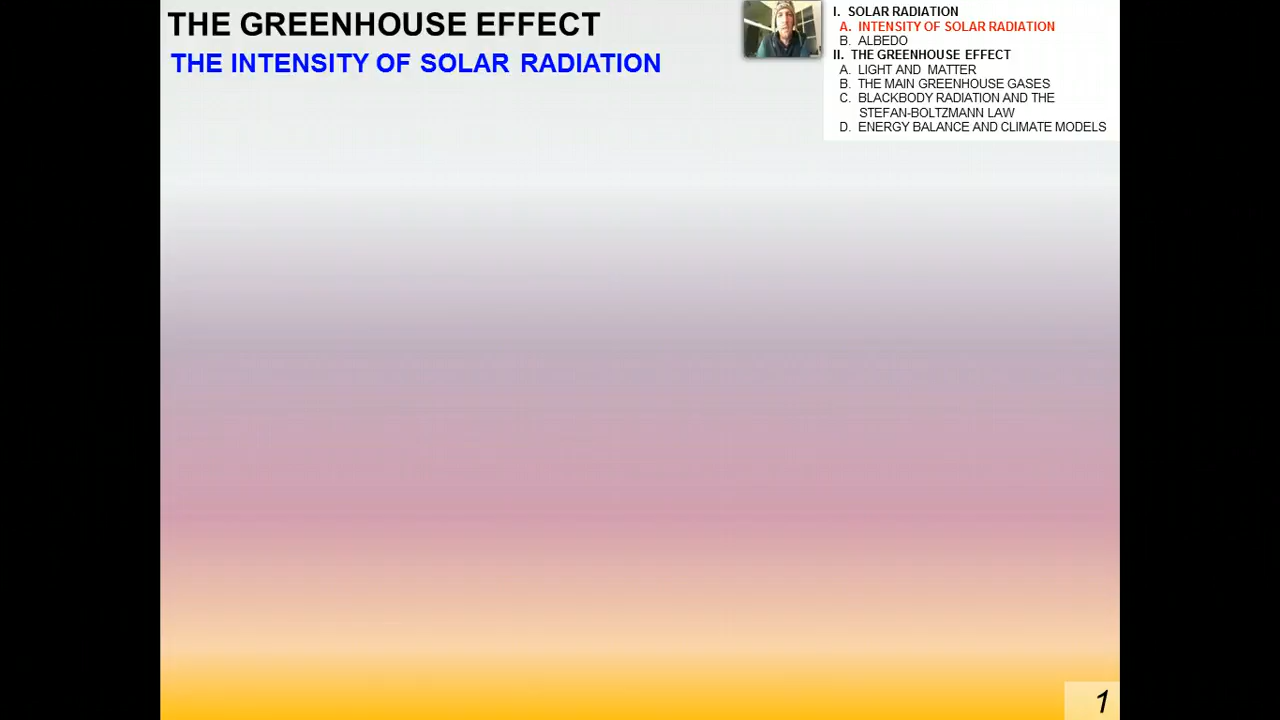 THE GREENHOUSE EFFECT
THE INTENSITY OF SOLAR RADIATION
I. SOLAR RADIATION
A. INTENSITY OF SOLAR RADIATION
B. ALBEDO
II. THE GREENHOUSE EFFECT
A. LIGHT AND MATTER
B. THE MAIN GREENHOUSE GASES
C. BLACKBODY RADIATION AND THE
STEFAN-BOLTZMANN LAW
D. ENERGY BALANCE AND CLIMATE MODELS
1